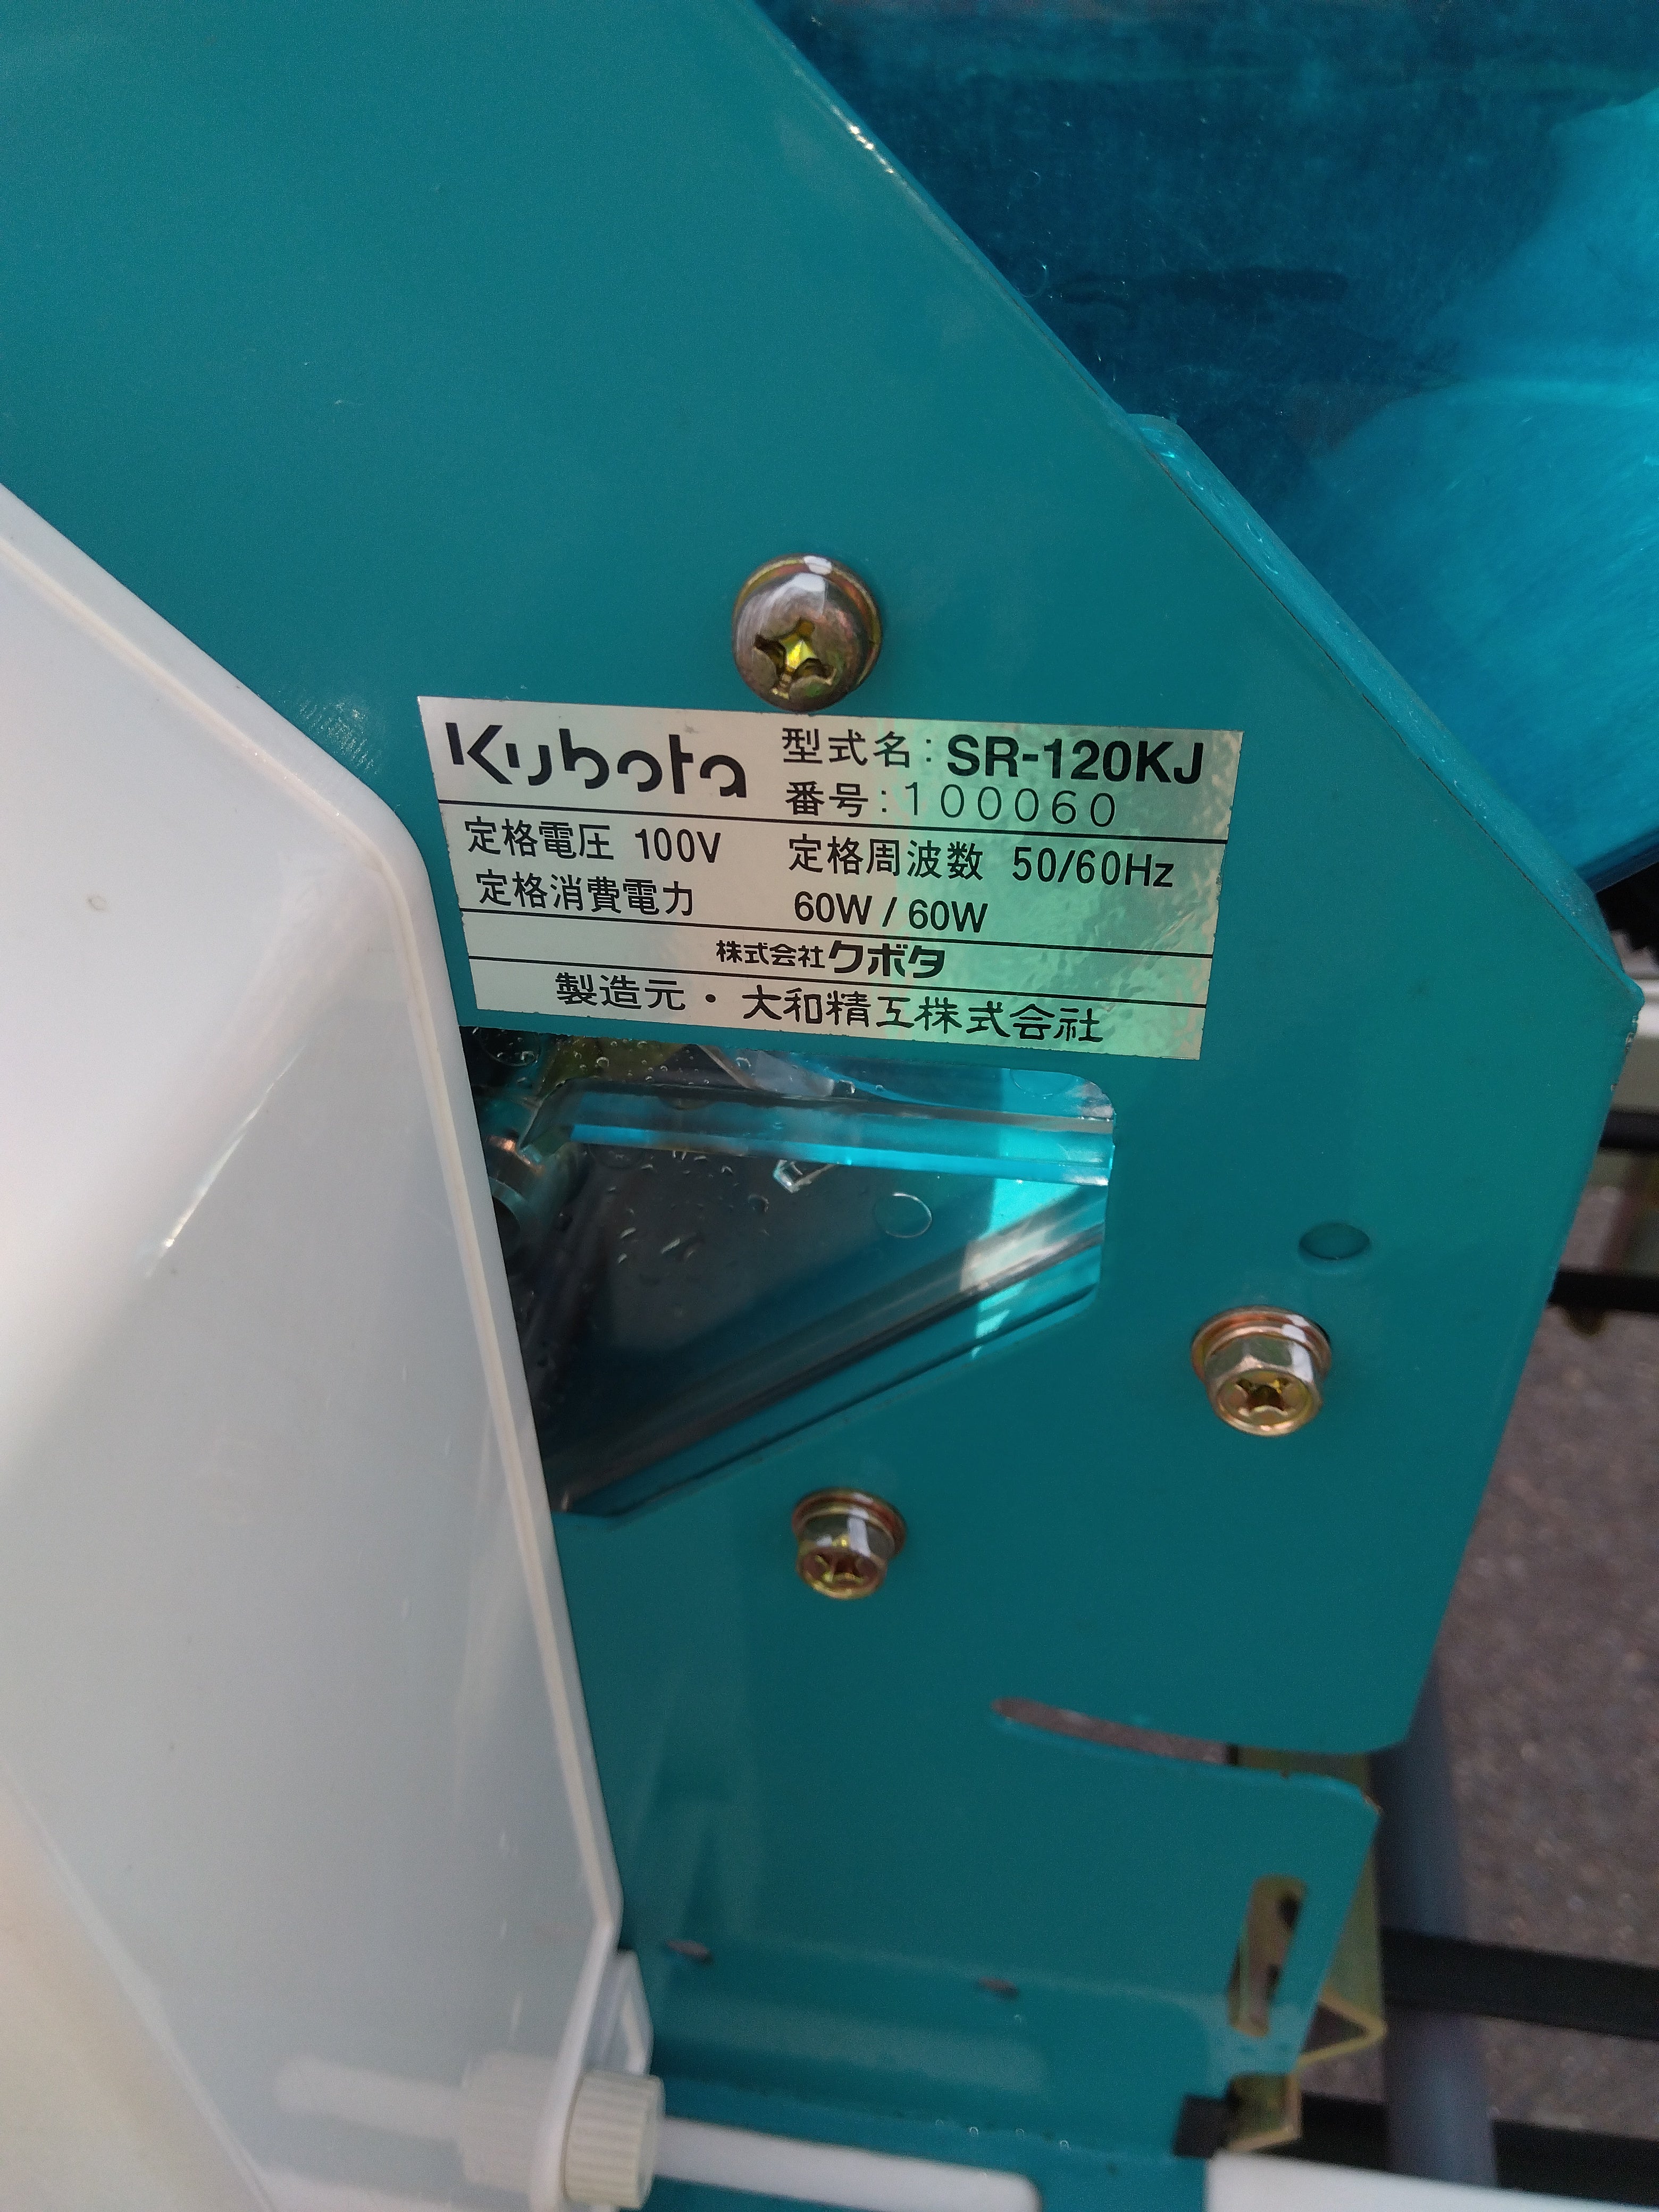 Kubota 型式名:SR-120KJ
番号:100060
定格電圧 100V 定格周波数 50/60Hz
定格消費電力 60W / 60W
株式会社クボタ
製造元・大和精工株式会社